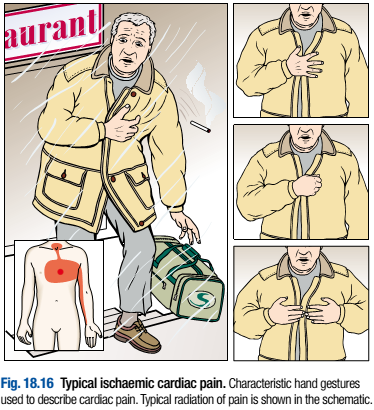 aurant
S
Fig. 18.16 Typical ischaemic cardiac pain. Characteristic hand gestures
used to describe cardiac pain. Typical radiation of pain is shown in the schematic.